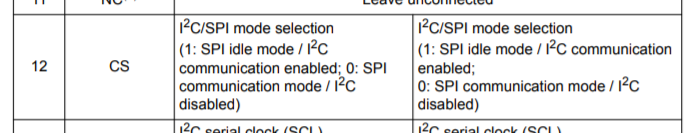 NC
Leave unconnected
12
CS
I²C/SPI mode selection
(1: SPI idle mode / I²C
communication enabled; 0: SPI
communication mode / I²C
disabled)
I²C/SPI mode selection
(1: SPI idle mode / I²C communication
enabled;
0: SPI communication mode / I²C
disabled)
I²C serial clock (SCL)
I²C serial clock (SCL)